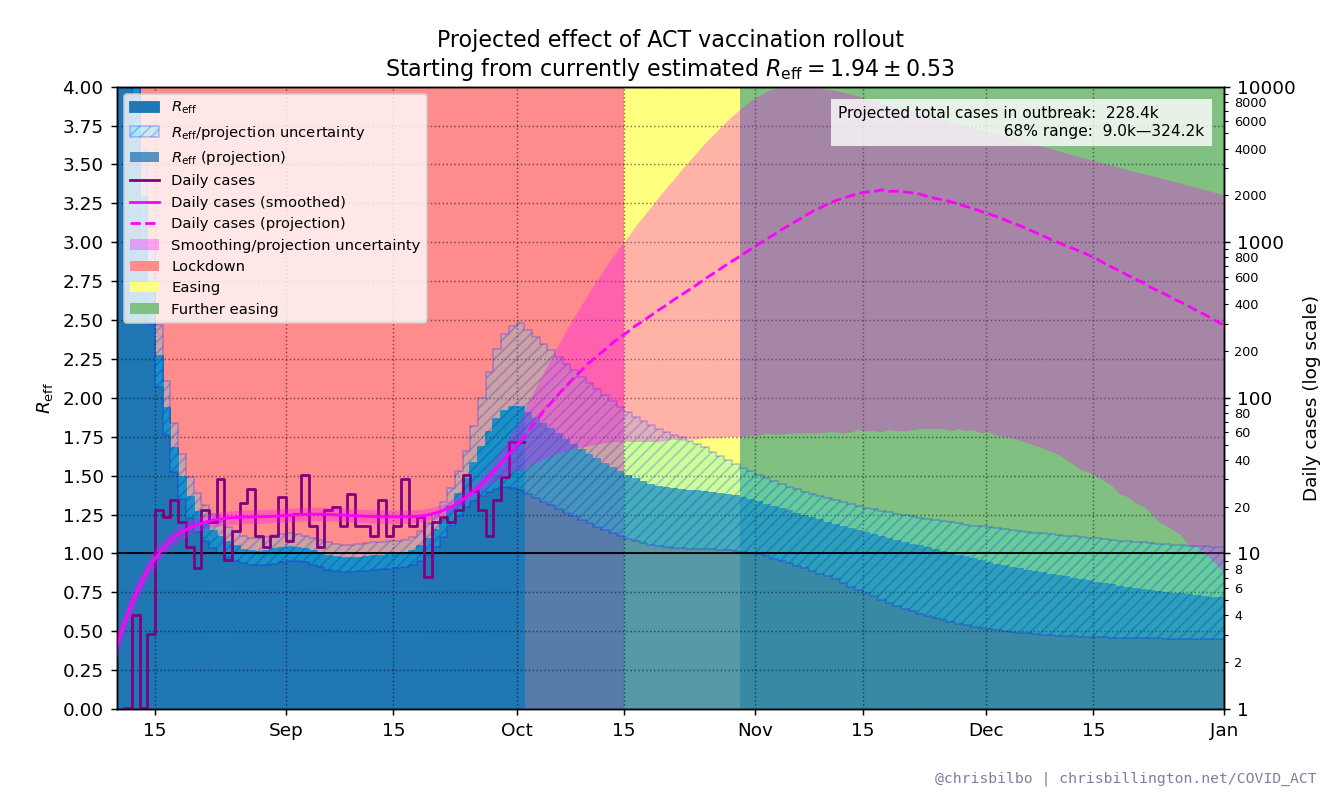 Projected effect of ACT vaccination rollout
Starting from currently estimated Reff = 1.94 ± 0.53
Reff
Reff/projection uncertainty
Reff (projection)
Daily cases
Daily cases (smoothed)
Daily cases (projection)
Smoothing/projection uncertainty
Lockdown
Easing
Further easing
Projected total cases in outbreak: 228.4k
68% range: 9.0k—324.2k
Reff
4.00
3.75
3.50
3.25
3.00
2.75
2.50
2.25
2.00
1.75
1.50
1.25
1.00
0.75
0.50
0.25
0.00
15
Sep
15
Oct
15
Nov
15
Dec
15
Jan
10000
8000
6000
4000
2000
1000
800
600
400
200
100
80
60
40
20
10
8
6
4
2
1
Daily cases (log scale)
@chrisbilbo | chrisbillington.net/COVID_ACT